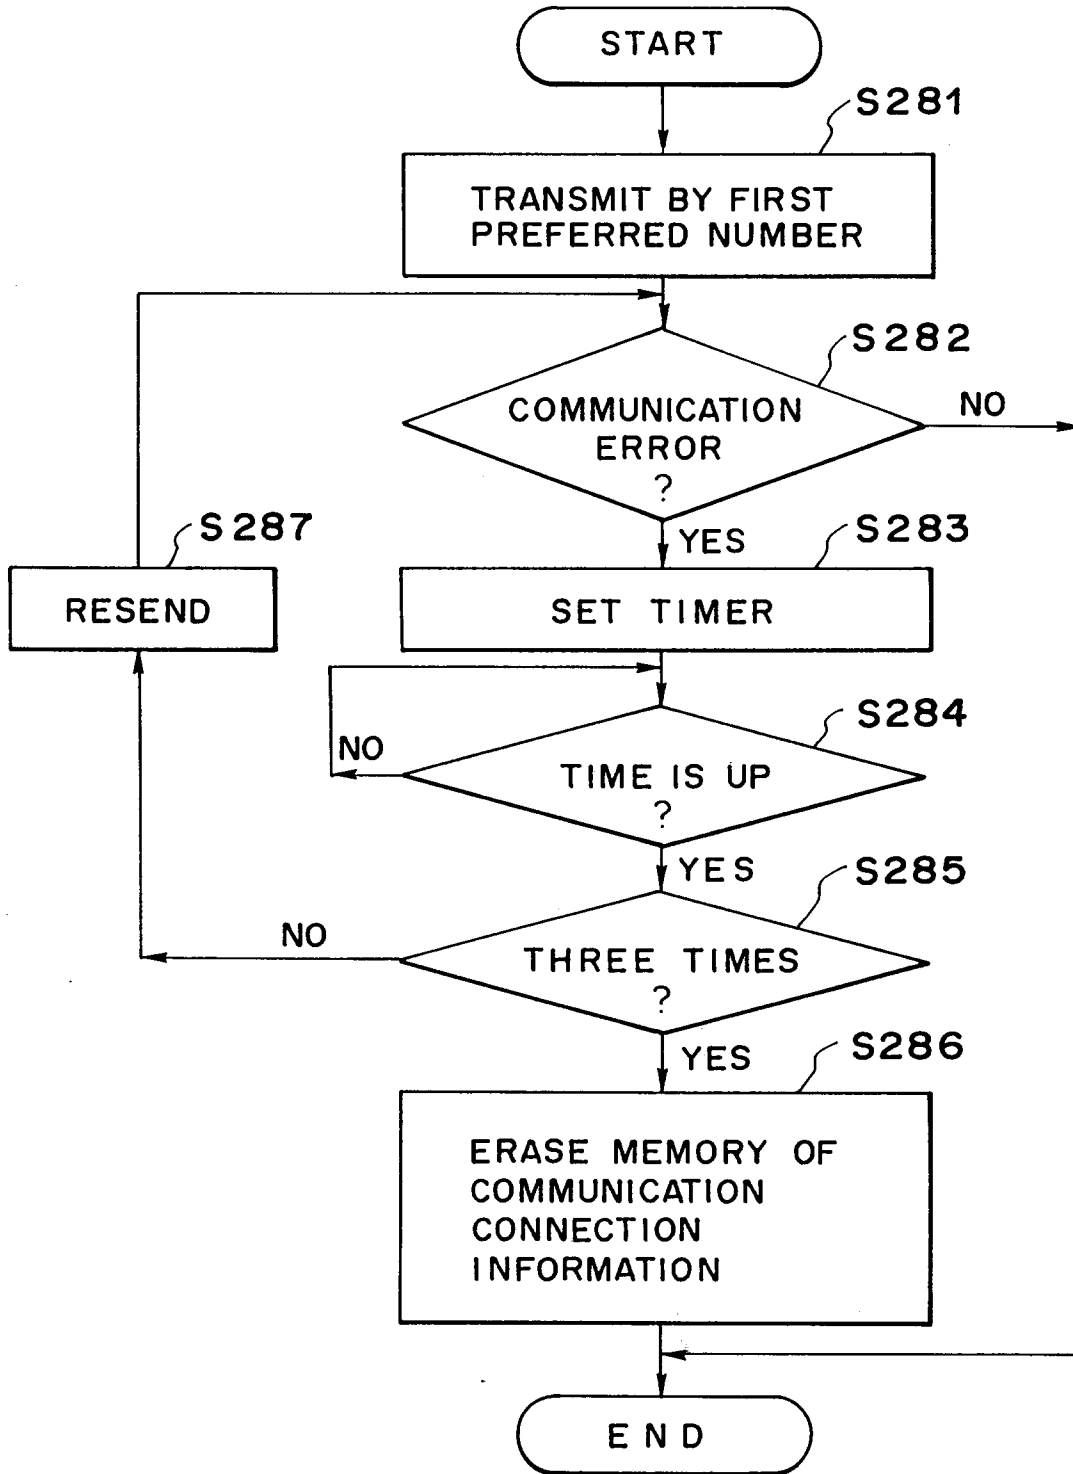 START
S281
TRANSMIT BY FIRST
PREFERRED NUMBER
S282
COMMUNICATION
ERROR
?
NO
YES
S287
S283
RESEND
SET TIMER
S284
NO
TIME IS UP
?
YES
S285
NO
THREE TIMES
?
YES
S286
ERASE MEMORY OF
COMMUNICATION
CONNECTION
INFORMATION
END